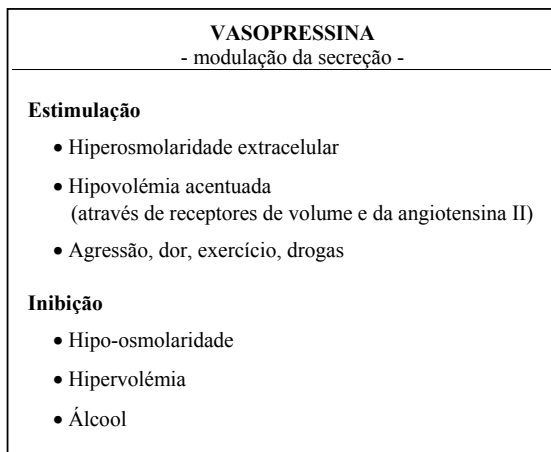 VASOPRESSINA
- modulação da secreção -
Estimulação
• Hiperosmolaridade extracelular
• Hipovolémia acentuada
(através de receptores de volume e da angiotensina II)
• Agressão, dor, exercício, drogas
Inibição
• Hipo-osmolaridade
• Hipervolémia
• Álcool